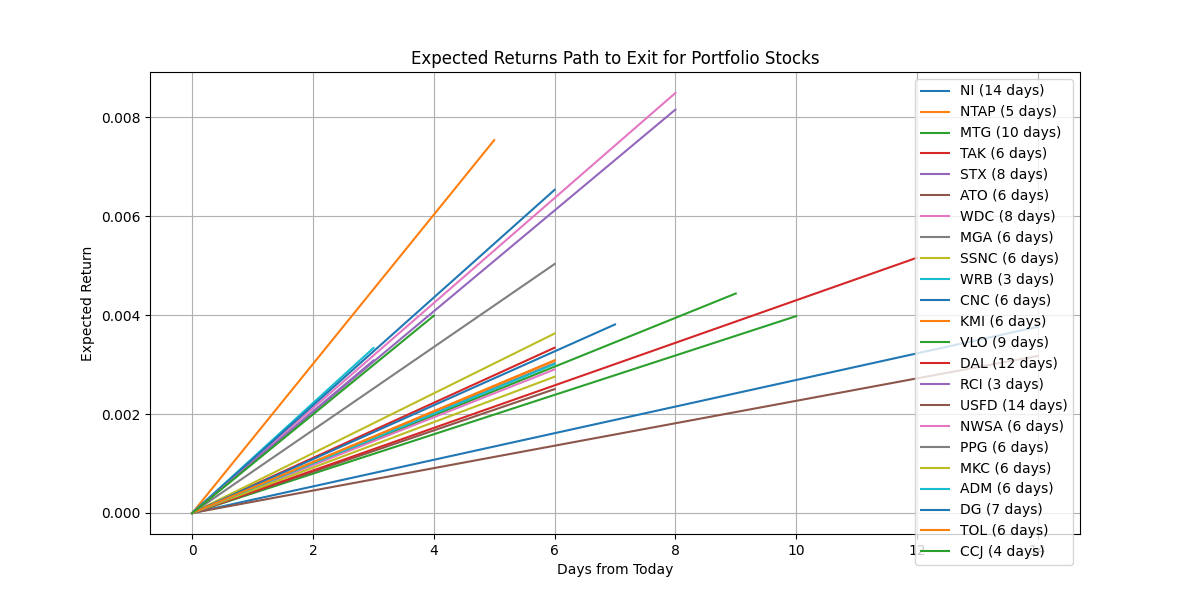 Expected Returns Path to Exit for Portfolio Stocks
Expected Return
0.008
0.006
0.004
0.002
0.000
0
2
4
6
8
10
12
14
Days from Today
NI (14 days)
NTAP (5 days)
MTG (10 days)
TAK (6 days)
STX (8 days)
ATO (6 days)
WDC (8 days)
MGA (6 days)
SSNC (6 days)
WRB (3 days)
CNC (6 days)
KMI (6 days)
VLO (9 days)
DAL (12 days)
RCI (3 days)
USFD (14 days)
NWSA (6 days)
PPG (6 days)
MKC (6 days)
ADM (6 days)
DG (7 days)
TOL (6 days)
CCJ (4 days)